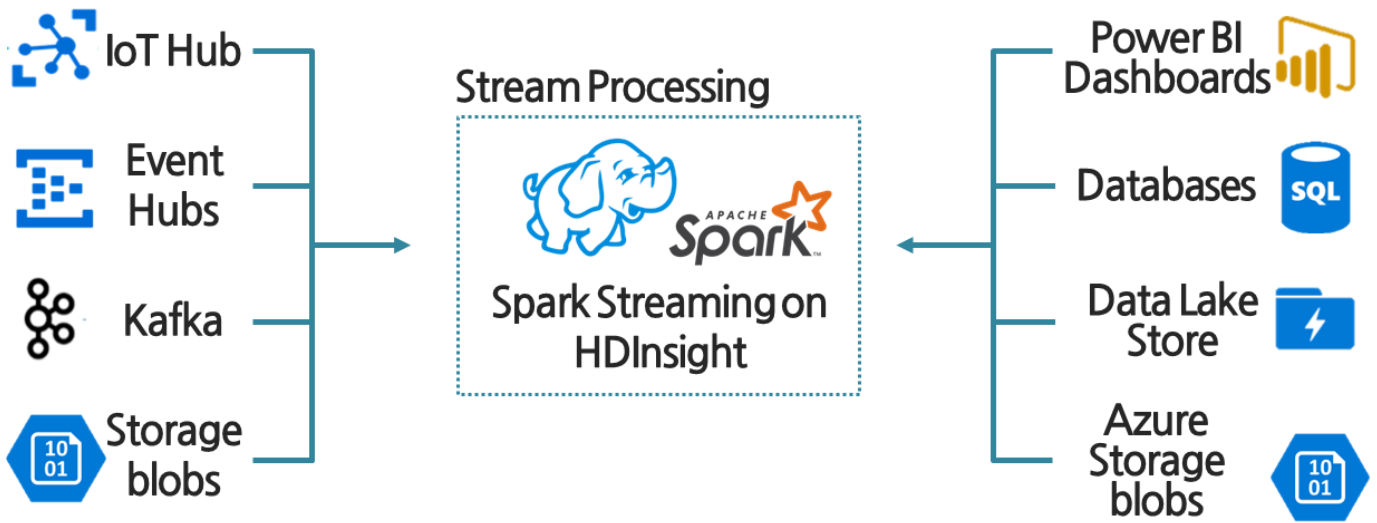 IoT Hub
Event
Hubs
Kafka
Storage
blobs
Stream Processing
APACHE
Spark™
Spark Streaming on
HDInsight
Power BI
Dashboards
Databases
SQL
Data Lake
Store
Azure
Storage
blobs
10
01
10
01